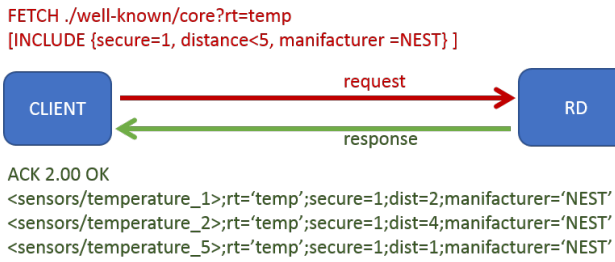 FETCH ./well-known/core?rt=temp
[INCLUDE {secure=1, distance<5, manifacturer =NEST} ]
request
CLIENT
RD
response
ACK 2.00 OK
<sensors/temperature_1>;rt=‘temp’;secure=1;dist=2;manifacturer=‘NEST’
<sensors/temperature_2>;rt=‘temp’;secure=1;dist=4;manifacturer=‘NEST’
<sensors/temperature_5>;rt=’temp’;secure=1;dist=1;manifacturer=‘NEST’